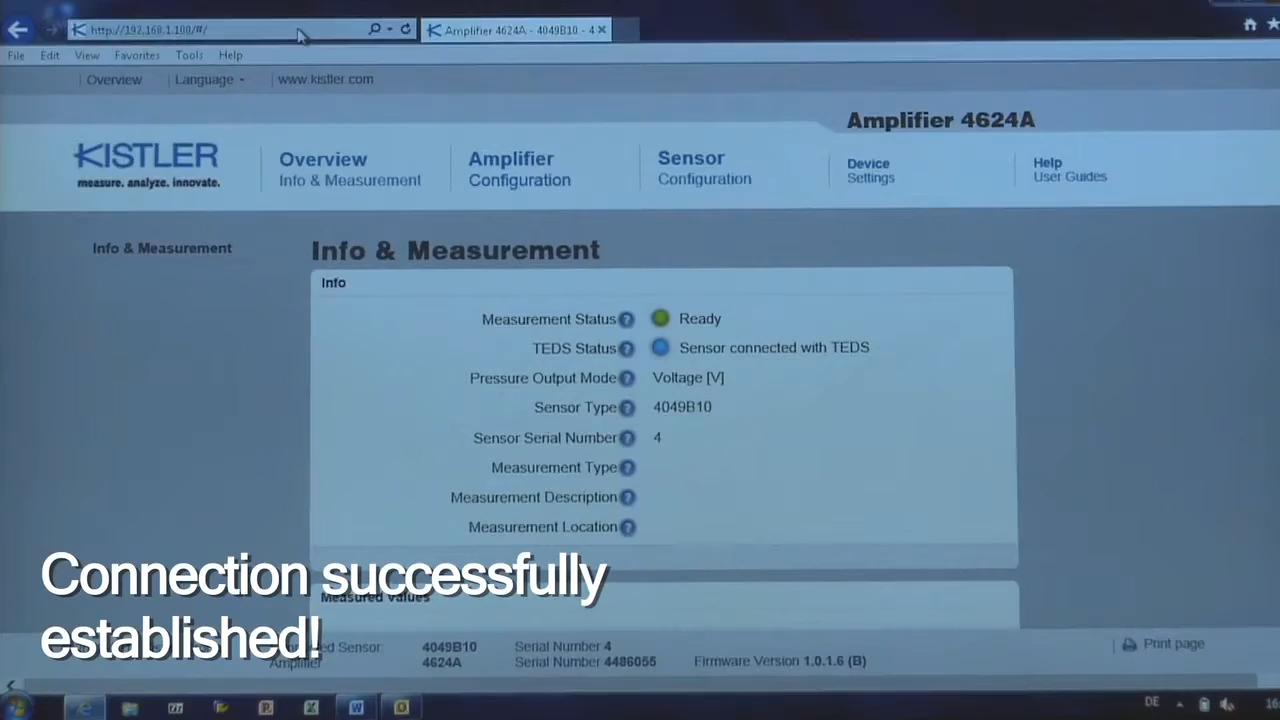 http://192.168.1.100/#/
Amplifier 4624A - 4049B10 - 4
File Edit View Favorites Tools Help
Overview Language www.kistler.com
Amplifier 4624A
KISTLER
measure. analyze. innovate.
Overview
Info & Measurement
Amplifier
Configuration
Sensor
Configuration
Device
Settings
Help
User Guides
Info & Measurement
Info & Measurement
Info
Measurement Status Ready
TEDS Status Sensor connected with TEDS
Pressure Output Mode Voltage [V]
Sensor Type 4049B10
Sensor Serial Number 4
Measurement Type
Measurement Description
Measurement Location
Connection successfully
established!
Measured Values
Sensor: 4049B10 Serial Number 4
Amplifier 4624A Serial Number 4486055 Firmware Version 1.0.1.6 (B)
Print page
DE